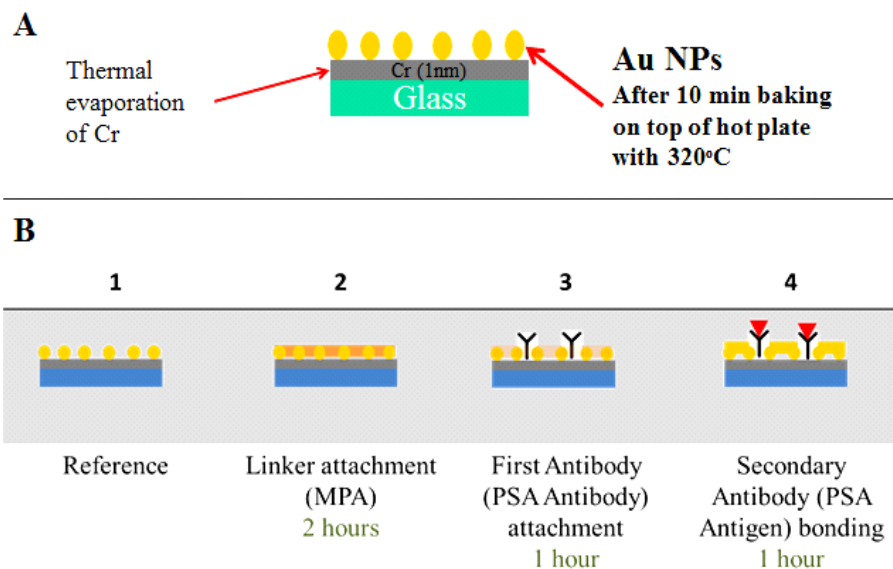 A
Thermal
evaporation
of Cr
Cr (1nm)
Glass
Au NPs
After 10 min baking
on top of hot plate
with 320°C
B
1
2
3
4
Reference
Linker attachment
(MPA)
2 hours
First Antibody
(PSA Antibody)
attachment
1 hour
Secondary
Antibody (PSA
Antigen) bonding
1 hour